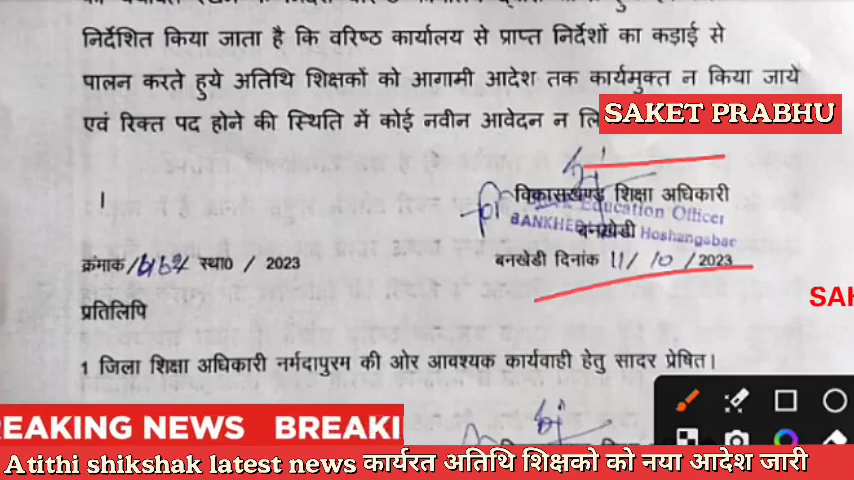 निर्देशित किया जाता है कि वरिष्ठ कार्यालय से प्राप्त निर्देशों का कड़ाई से
पालन करते हुये अतिथि शिक्षकों को आगामी आदेश तक कार्यमुक्त न किया जाये
एवं रिक्त पद होने की स्थिति में कोई नवीन आवेदन न
SAKET PRABHU
विकासखण्ड शिक्षा अधिकारी
Education Officer
बनखेडी
Hoshangabad
क्रंमाक/ स्था0 / 2023
बनखेडी दिनांक 11/ 10 /2023
SA
प्रतिलिपि
1 जिला शिक्षा अधिकारी नर्मदापुरम की ओर आवश्यक कार्यवाही हेतु सादर प्रेषित।
REAKING NEWS BREAKI
Atithi shikshak latest news कार्यरत अतिथि शिक्षको को नया आदेश जारी